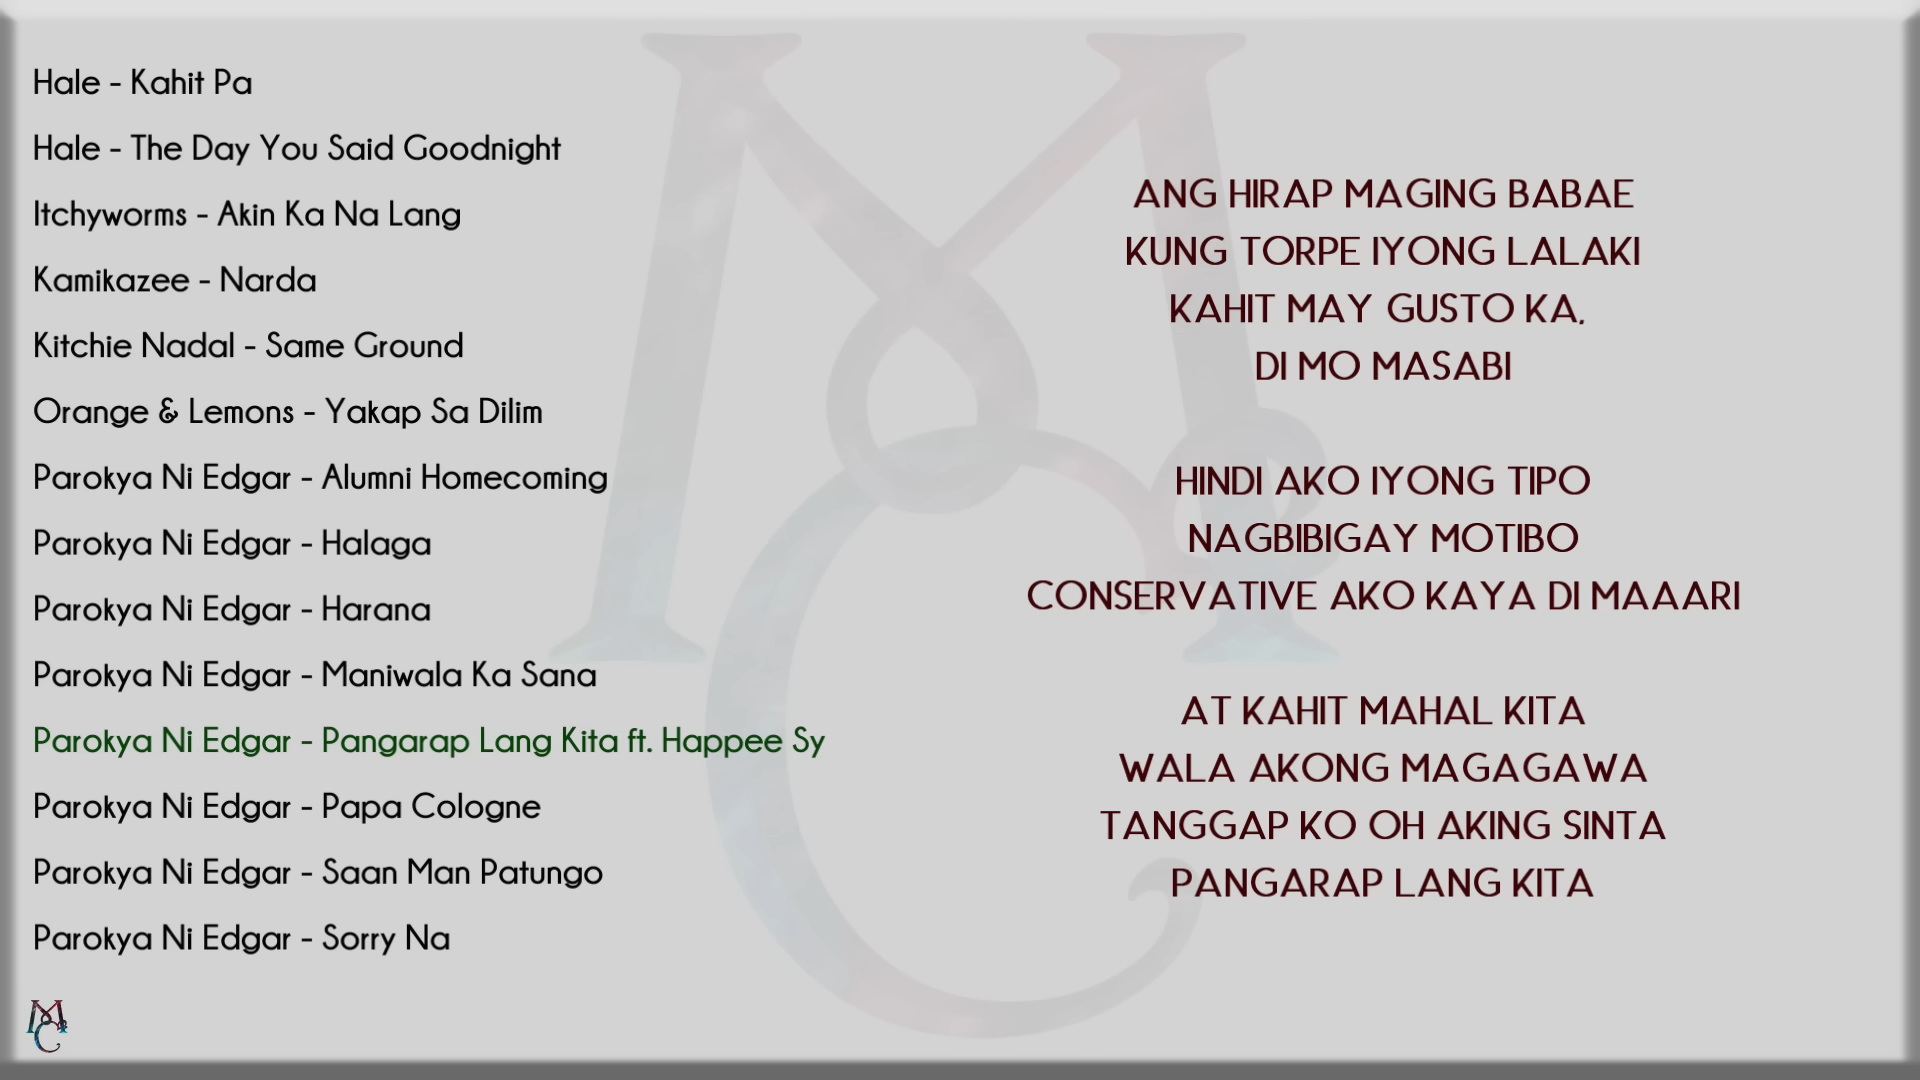 Hale - Kahit Pa
Hale - The Day You Said Goodnight
Itchyworms - Akin Ka Na Lang
Kamikazee - Narda
Kitchie Nadal - Same Ground
Orange & Lemons - Yakap Sa Dilim
Parokya Ni Edgar - Alumni Homecoming
Parokya Ni Edgar - Halaga
Parokya Ni Edgar - Harana
Parokya Ni Edgar - Maniwala Ka Sana
Parokya Ni Edgar - Pangarap Lang Kita ft. Happee Sy
Parokya Ni Edgar - Papa Cologne
Parokya Ni Edgar - Saan Man Patungo
Parokya Ni Edgar - Sorry Na
ANG HIRAP MAGING BABAE
KUNG TORPE IYONG LALAKI
KAHIT MAY GUSTO KA,
DI MO MASABI
HINDI AKO IYONG TIPO
NAGBIBIGAY MOTIBO
CONSERVATIVE AKO KAYA DI MAAARI
AT KAHIT MAHAL KITA
WALA AKONG MAGAGAWA
TANGGAP KO OH AKING SINTA
PANGARAP LANG KITA
MC